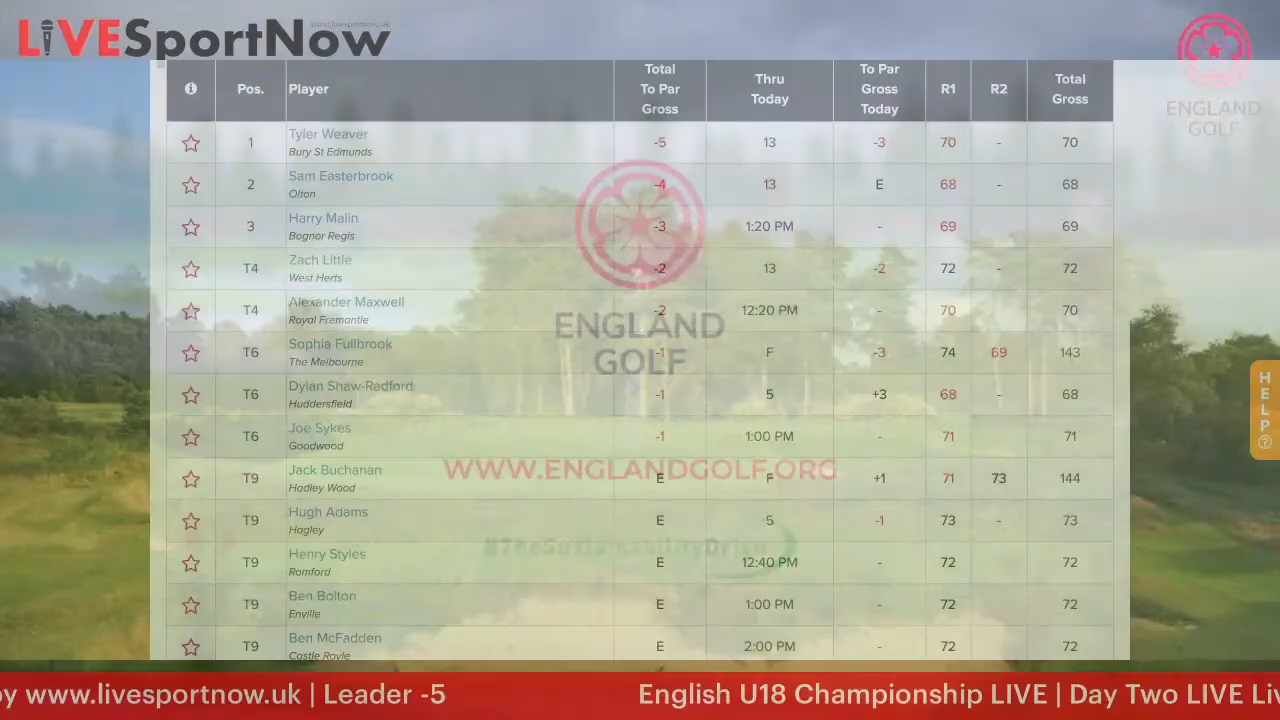 LiVESportNow
www.livesportnow.uk
ENGLAND
GOLF
Pos. Player Total To Par Gross Thru Today To Par Gross Today R1 R2 Total Gross
1 Tyler Weaver -5 13 -3 70 - 70
Bury St Edmunds
2 Sam Easterbrook -4 13 E 68 - 68
Olton
3 Harry Malin -3 1:20 PM - 69 69
Bognor Regis
T4 Zach Little -2 13 -2 72 - 72
West Herts
T4 Alexander Maxwell -2 12:20 PM - 70 70
Royal Fremantle
T6 Sophia Fullbrook -1 F -3 74 69 143
The Melbourne
T6 Dylan Shaw-Radford -1 5 +3 68 - 68
Huddersfield
T6 Joe Sykes -1 1:00 PM - 71 71
Goodwood
T9 Jack Buchanan E F +1 71 73 144
Hadley Wood
T9 Hugh Adams E 5 -1 73 - 73
Hagley
T9 Henry Styles E 12:40 PM - 72 72
Romford
T9 Ben Bolton E 1:00 PM - 72 72
Enville
T9 Ben McFadden E 2:00 PM - 72 72
Castle Royle
ENGLAND
GOLF
WWW.ENGLANDGOLF.ORG
#TheSustainabilityDrive
HELP?
by www.livesportnow.uk | Leader -5
English U18 Championship LIVE | Day Two LIVE Liv